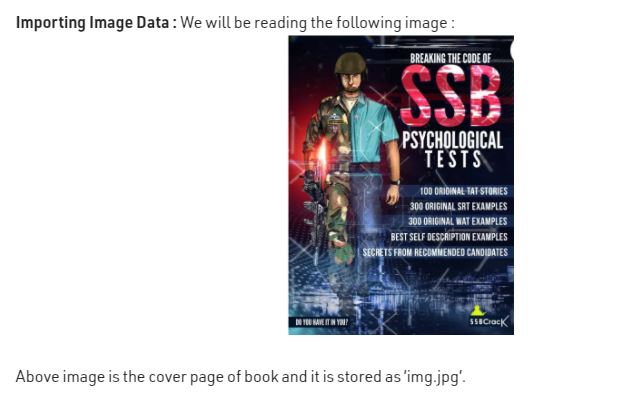 Importing Image Data : We will be reading the following image :
BREAKING THE CODE OF
SSB
PSYCHOLOGICAL
TESTS
100 ORIGINAL TAT STORIES
300 ORIGINAL SRT EXAMPLES
300 ORIGINAL WAT EXAMPLES
BEST SELF DESCRIPTION EXAMPLES
SECRETS FROM RECOMMENDED CANDIDATES
DO YOU HAVE IT IN YOU?
SSBCrack
Above image is the cover page of book and it is stored as 'img.jpg'.